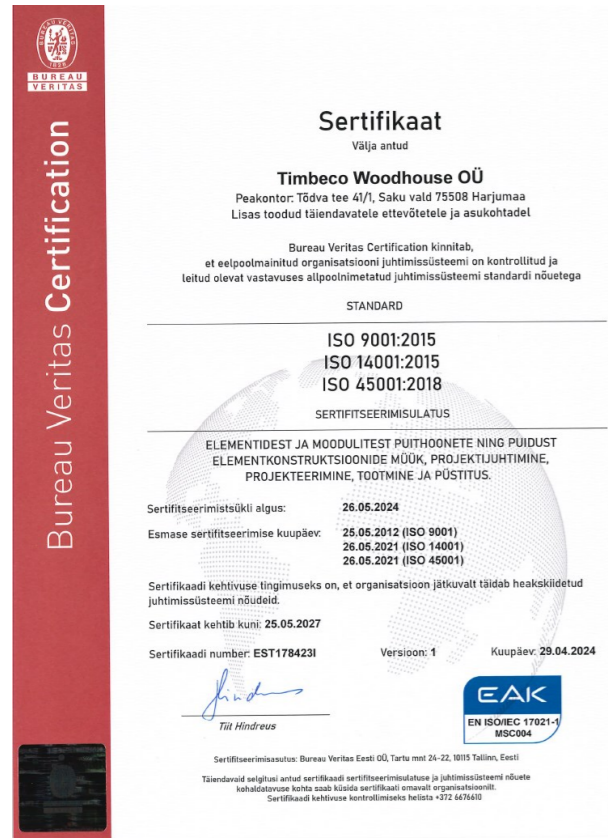 BUREAU
VERITAS
Bureau Veritas Certification
Sertifikaat
Välja antud
Timbeco Woodhouse OÜ
Peakontor: Tõdva tee 41/1, Saku vald 75508 Harjumaa
Lisas toodud täiendavatele ettevõtetele ja asukohtadel
Bureau Veritas Certification kinnitab,
et eelpoolmainitud organisatsiooni juhtimissüsteemi on kontrollitud ja
leitud olevat vastavuses allpoolnimetatud juhtimissüsteemi standardi nõuetega
STANDARD
ISO 9001:2015
ISO 14001:2015
ISO 45001:2018
SERTIFITSEERIMISULATUS
ELEMENTIDEST JA MOODULITEST PUITHOONETE NING PUIDUST
ELEMENTKONSTRUKTSIOONIDE MÜÜK, PROJEKTIJUHTIMINE,
PROJEKTEERIMINE, TOOTMINE JA PÜSTITUS.
Sertifitseerimistsükli algus: 26.05.2024
Esmase sertifitseerimise kuupäev: 25.05.2012 (ISO 9001)
26.05.2021 (ISO 14001)
26.05.2021 (ISO 45001)
Sertifikaadi kehtivuse tingimuseks on, et organisatsioon jätkuvalt täidab heakskiidetud
juhtimissüsteemi nõudeid.
Sertifikaat kehtib kuni: 25.05.2027
Sertifikaadi number: EST178423I Versioon: 1 Kuupäev: 29.04.2024
Tiit Hindreus
EAK
EN ISO/IEC 17021-1
MSC004
Sertifitseerimisasutus: Bureau Veritas Eesti OÜ, Tartu mnt 24-22, 10115 Tallinn, Eesti
Täiendavaid selgitusi antud sertifikaadi sertifitseerimisulatuse ja juhtimissüsteemi nõuete
kohaldatavuse kohta saab küsida sertifikaati omavalt organisatsioonilt.
Sertifikaadi kehtivuse kontrollimiseks helista +372 6676610